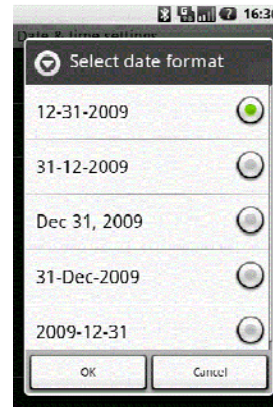 16:30
Date & time settings
Select date format
12-31-2009
31-12-2009
Dec 31, 2009
31-Dec-2009
2009-12-31
OK
Cancel